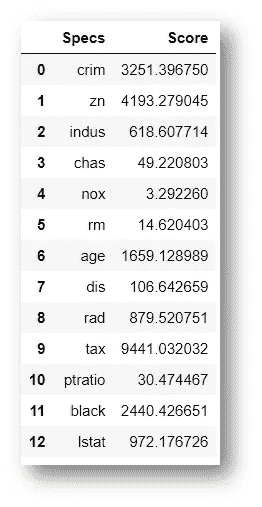 Specs Score
0 crim 3251.396750
1 zn 4193.279045
2 indus 618.607714
3 chas 49.220803
4 nox 3.292260
5 rm 14.620403
6 age 1659.128989
7 dis 106.642659
8 rad 879.520751
9 tax 9441.032032
10 ptratio 30.474467
11 black 2440.426651
12 lstat 972.176726